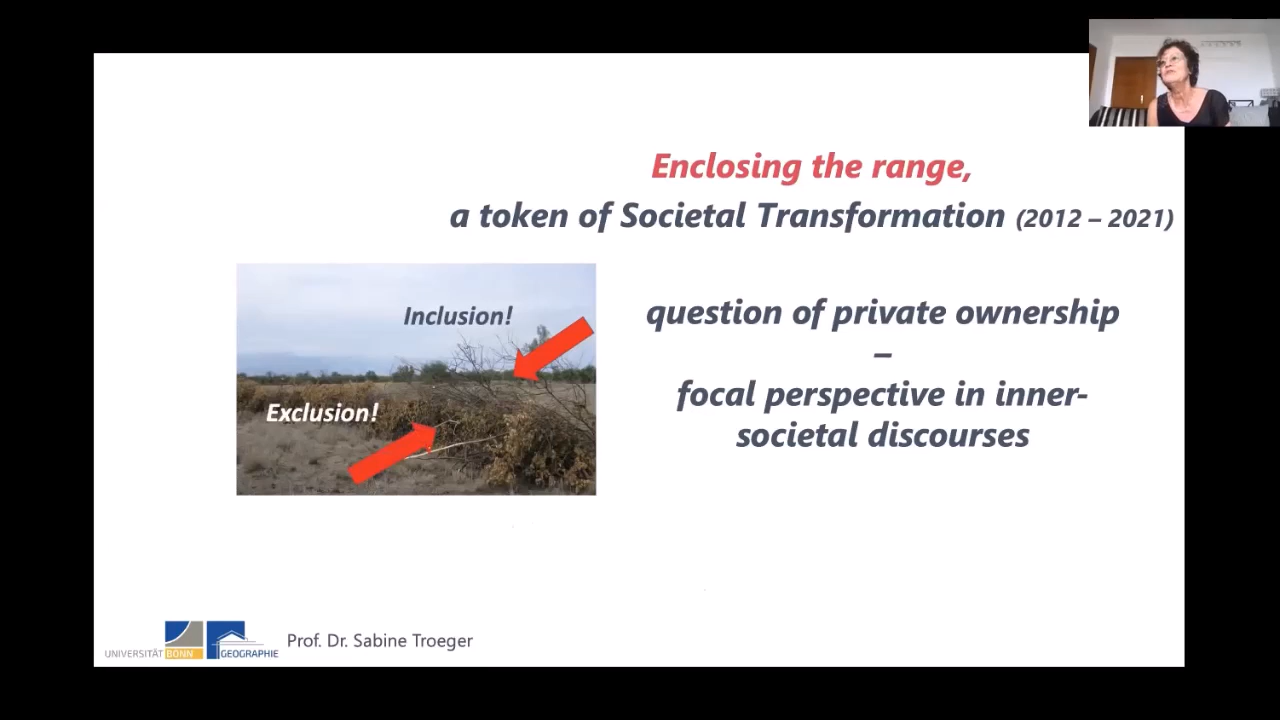 Enclosing the range,
a token of Societal Transformation (2012 – 2021)
Inclusion!
Exclusion!
question of private ownership
–
focal perspective in inner-
societal discourses
UNIVERSITÄT BONN GEOGRAPHIE
Prof. Dr. Sabine Troeger